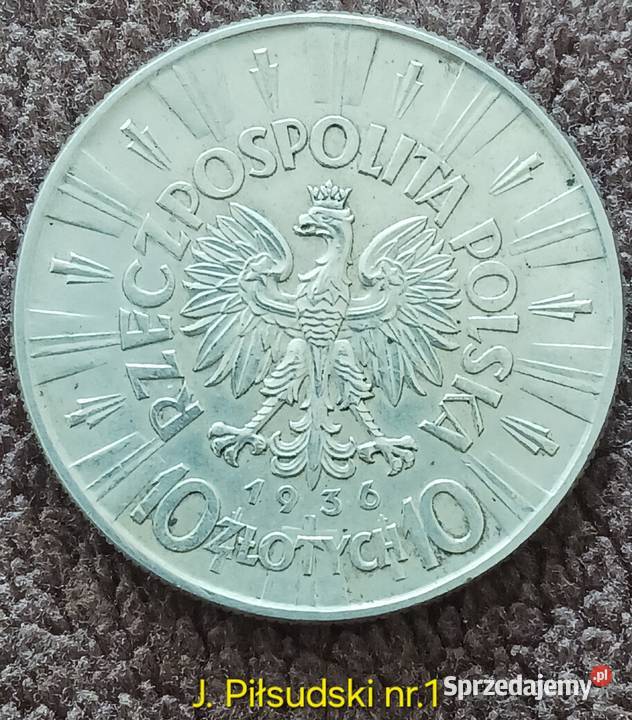 RZECZPOSPOLITA POLSKA
1936
10 ZŁOTYCH 10
J. Piłsudski nr.1
Sprzedajemy.pl